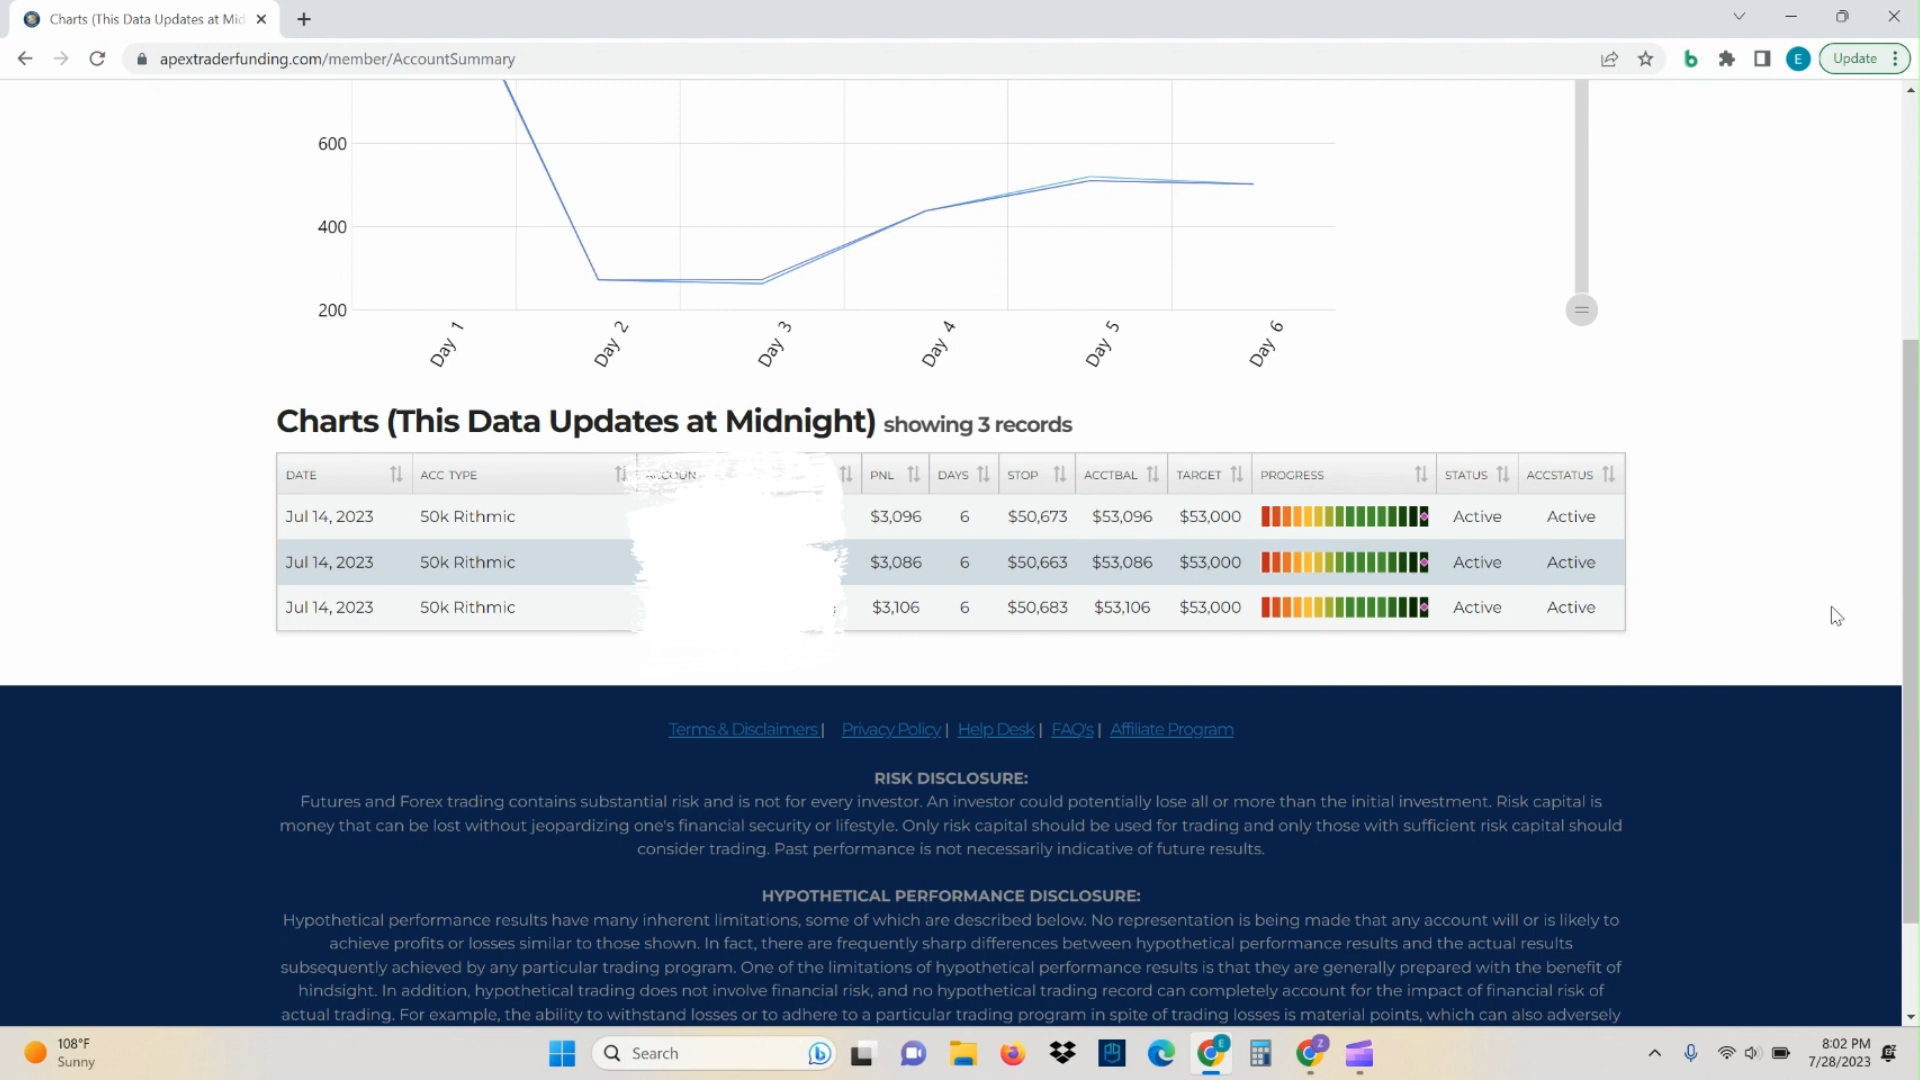 Charts (This Data Updates at Mid
apextraderfunding.com/member/AccountSummary
E
Update
600
400
200
Day 1
Day 2
Day 3
Day 4
Day 5
Day 6
Charts (This Data Updates at Midnight) showing 3 records
DATE ACC TYPE ACCOUN PNL DAYS STOP ACCTBAL TARGET PROGRESS STATUS ACCSTATUS
Jul 14, 2023 50k Rithmic $3,096 6 $50,673 $53,096 $53,000 Active Active
Jul 14, 2023 50k Rithmic $3,086 6 $50,663 $53,086 $53,000 Active Active
Jul 14, 2023 50k Rithmic $3,106 6 $50,683 $53,106 $53,000 Active Active
Terms & Disclaimers | Privacy Policy | Help Desk | FAQ's | Affiliate Program
RISK DISCLOSURE:
Futures and Forex trading contains substantial risk and is not for every investor. An investor could potentially lose all or more than the initial investment. Risk capital is
money that can be lost without jeopardizing one's financial security or lifestyle. Only risk capital should be used for trading and only those with sufficient risk capital should
consider trading. Past performance is not necessarily indicative of future results.
HYPOTHETICAL PERFORMANCE DISCLOSURE:
Hypothetical performance results have many inherent limitations, some of which are described below. No representation is being made that any account will or is likely to
achieve profits or losses similar to those shown. In fact, there are frequently sharp differences between hypothetical performance results and the actual results
subsequently achieved by any particular trading program. One of the limitations of hypothetical performance results is that they are generally prepared with the benefit of
hindsight. In addition, hypothetical trading does not involve financial risk, and no hypothetical trading record can completely account for the impact of financial risk of
actual trading. For example, the ability to withstand losses or to adhere to a particular trading program in spite of trading losses is material points, which can also adversely
108°F
Sunny
Search
E
Z
8:02 PM
7/28/2023